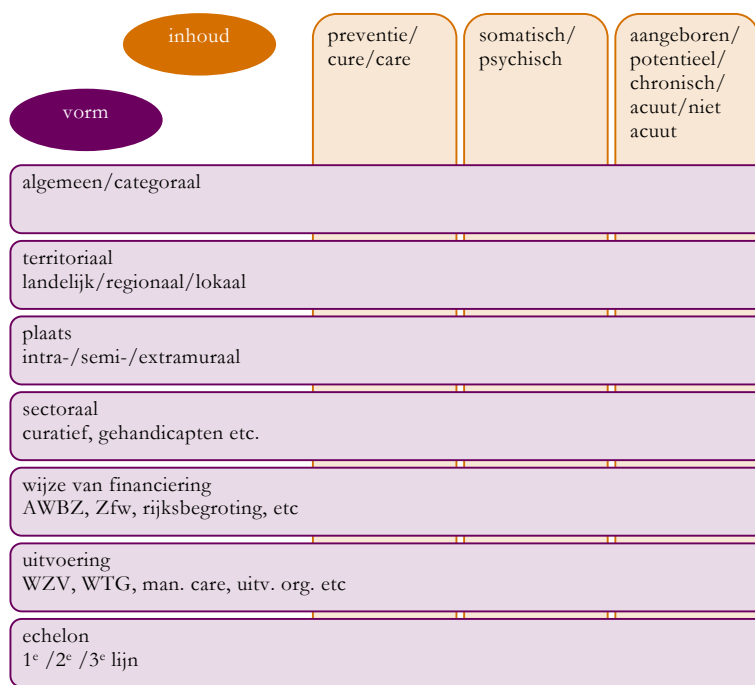 inhoud
vorm
preventie/
cure/care
somatisch/
psychisch
aangeboren/
potentieel/
chronisch/
acuut/niet
acuut
algemeen/categoraal
territoriaal
landelijk/regionaal/lokaal
plaats
intra-/semi-/extramuraal
sectoraal
curatief, gehandicapten etc.
wijze van financiering
AWBZ, Zfw, rijksbegroting, etc
uitvoering
WZV, WTG, man. care, uitv. org. etc
echelon
1ᵉ /2ᵉ /3ᵉ lijn